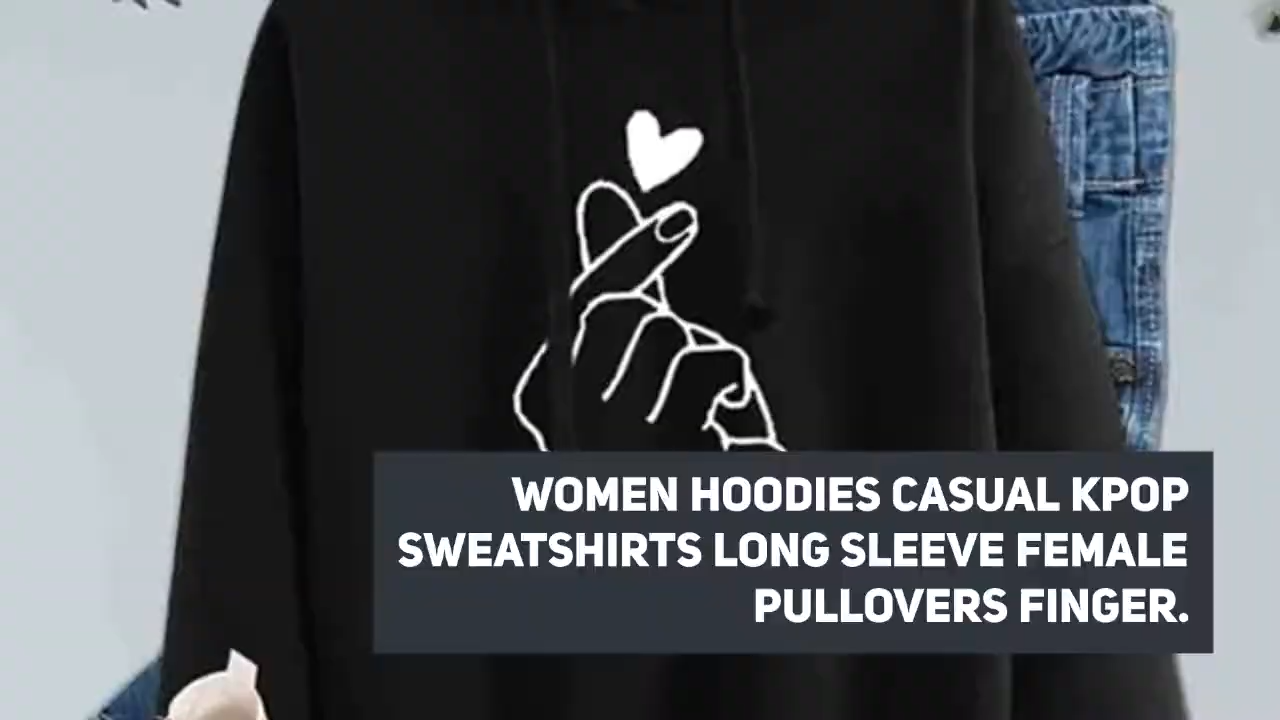 WOMEN HOODIES CASUAL KPOP
SWEATSHIRTS LONG SLEEVE FEMALE
PULLOVERS FINGER.